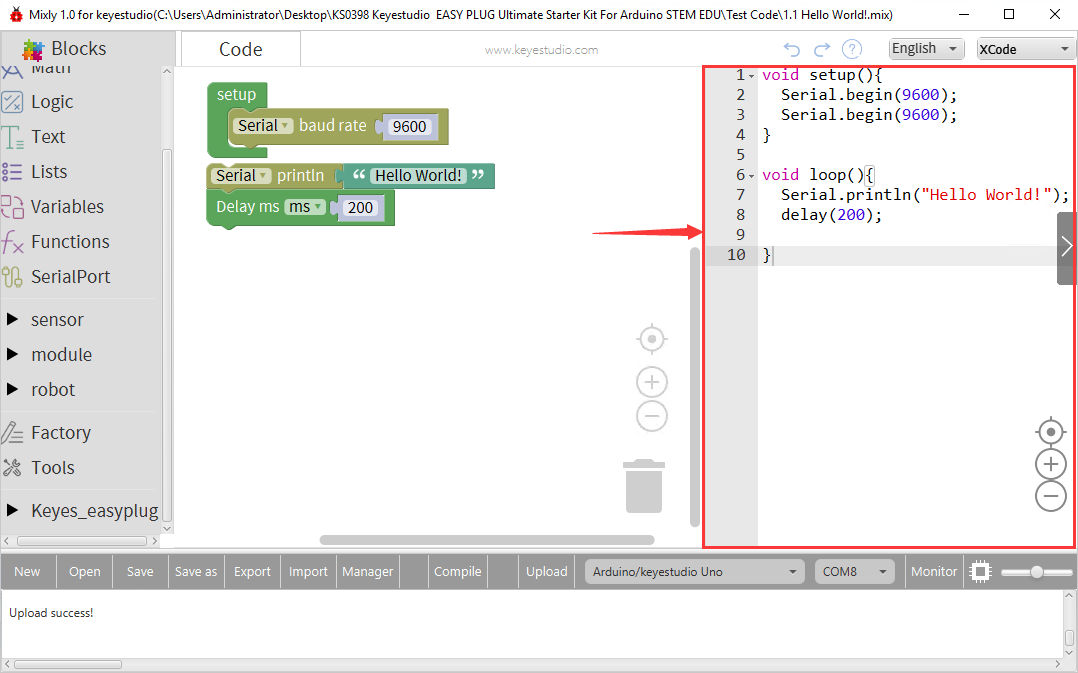 Mixly 1.0 for keyestudio(C:\Users\Administrator\Desktop\KS0398 Keyestudio  EASY PLUG Ultimate Starter Kit For Arduino STEM EDU\Test Code\1.1 Hello World!.mix)
Blocks
Code
www.keyestudio.com
?
English
XCode
Math
Logic
Text
Lists
Variables
Functions
SerialPort
sensor
module
robot
Factory
Tools
Keyes_easyplug
setup
Serial baud rate 9600
Serial println “ Hello World! ”
Delay ms ms 200
1 void setup(){
2 Serial.begin(9600);
3 Serial.begin(9600);
4 }
5
6 void loop(){
7 Serial.println("Hello World!");
8 delay(200);
9
10 }
New Open Save Save as Export Import Manager Compile Upload Arduino/keyestudio Uno COM8 Monitor
Upload success!